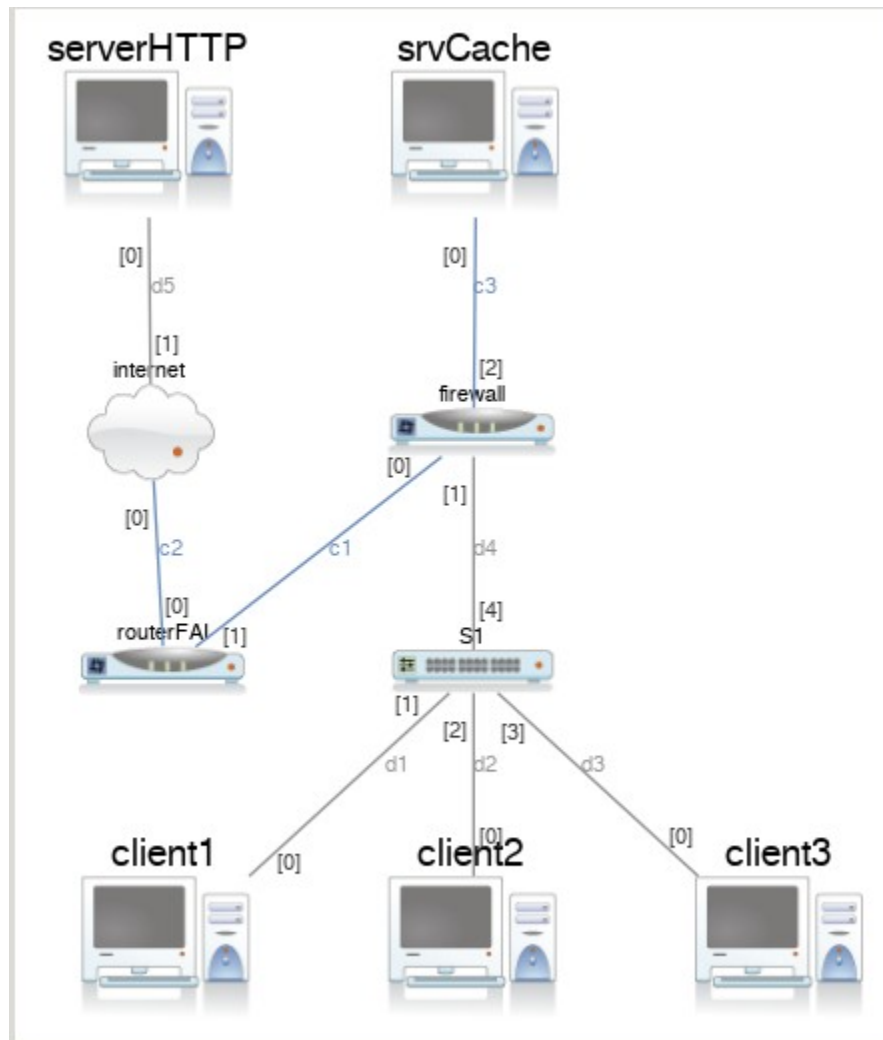 serverHTTP
srvCache
[0]
[0]
d5
c3
[1]
internet
[2]
firewall
[0]
[1]
[0]
c2
c1
d4
[0]
[4]
routerFAI
[1]
S1
[1]
[2]
[3]
d1
d2
d3
[0]
[0]
[0]
client1
client2
client3